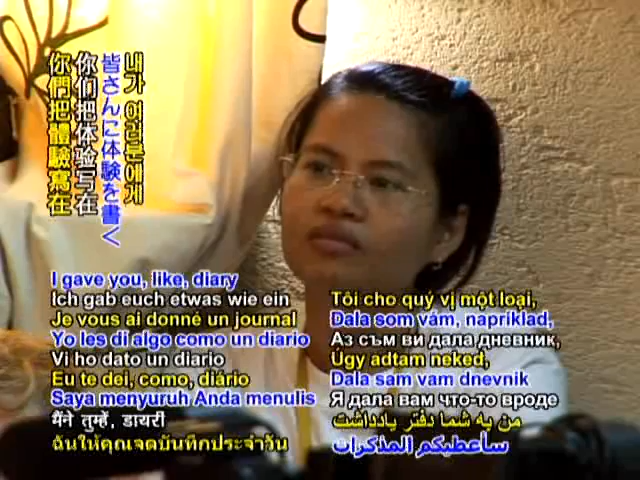 你們把體驗寫在
你们把体验写在
皆さんに体験を書く
내가 여러분에게
I gave you, like, diary
Ich gab euch etwas wie ein
Je vous ai donné un journal
Yo les di algo como un diario
Vi ho dato un diario
Eu te dei, como, diário
Saya menyuruh Anda menulis
मैंने तुम्हें, डायरी
ฉันให้คุณจดบันทึกประจำวัน
Tôi cho quý vị một loại,
Dala som vám, napríklad,
Аз съм ви дала дневник,
Úgy adtam neked,
Dala sam vam dnevnik
Я дала вам что-то вроде
من به شما دفتر یادداشت
سأعطيكم المذكرات